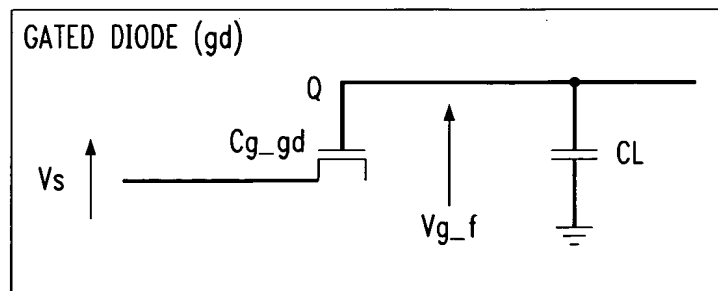 GATED DIODE (gd)
Q
Cg_gd
Vs
CL
Vg_f